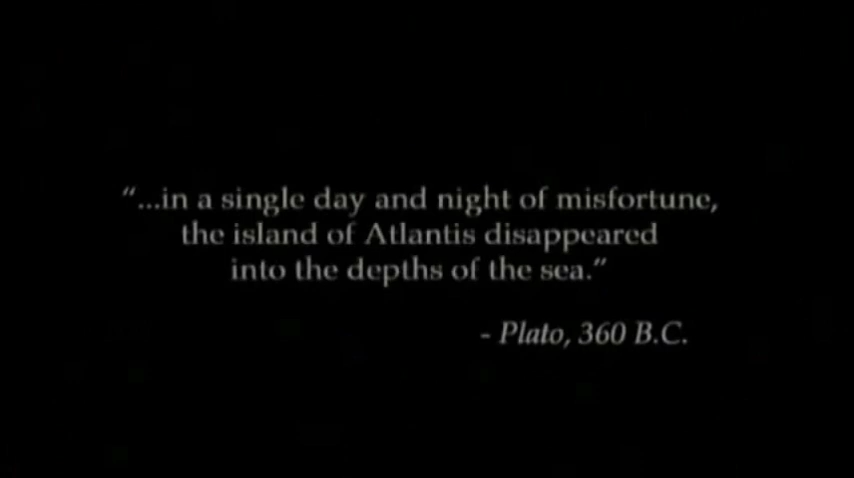 “...in a single day and night of misfortune,
the island of Atlantis disappeared
into the depths of the sea.”
- Plato, 360 B.C.